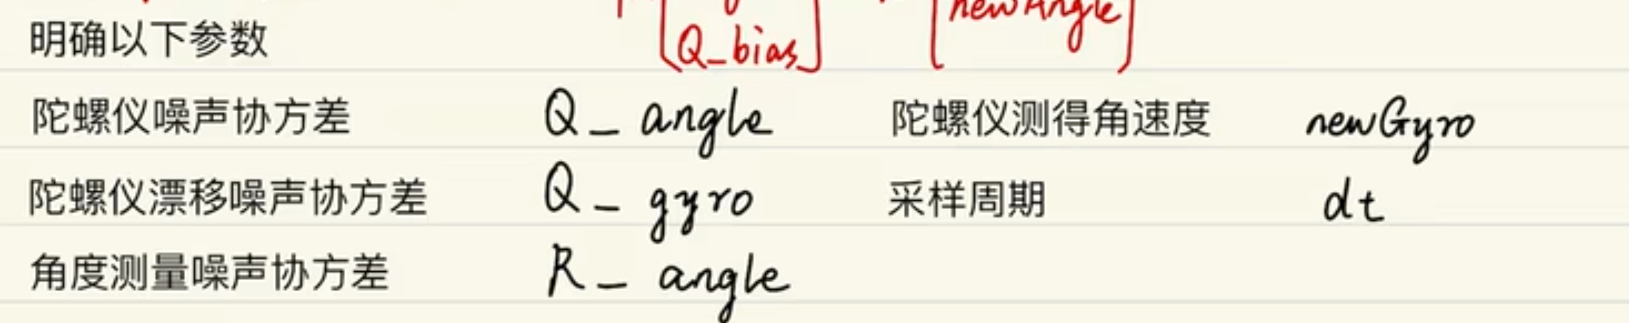 newAngle
明确以下参数 Q_bias
陀螺仪噪声协方差 Q_angle 陀螺仪测得角速度 newGyro
陀螺仪漂移噪声协方差 Q_gyro 采样周期 dt
角度测量噪声协方差 R_angle